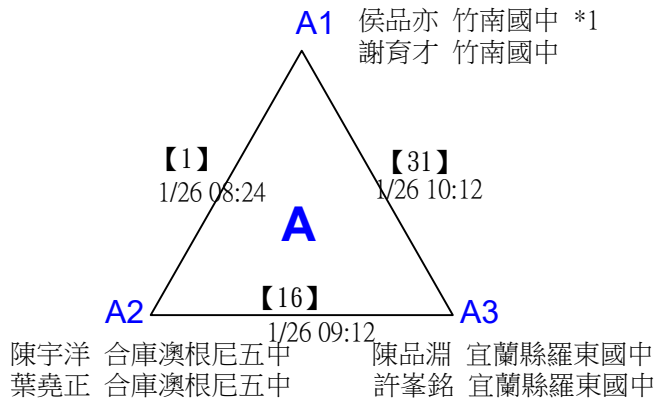 A1 侯品亦 竹南國中 *1
謝育才 竹南國中
【1】
1/26 08:24
【31】
1/26 10:12
A
【16】
1/26 09:12
A2
A3
陳宇洋 合庫澳根尼五中
葉堯正 合庫澳根尼五中
陳品淵 宜蘭縣羅東國中
許峯銘 宜蘭縣羅東國中